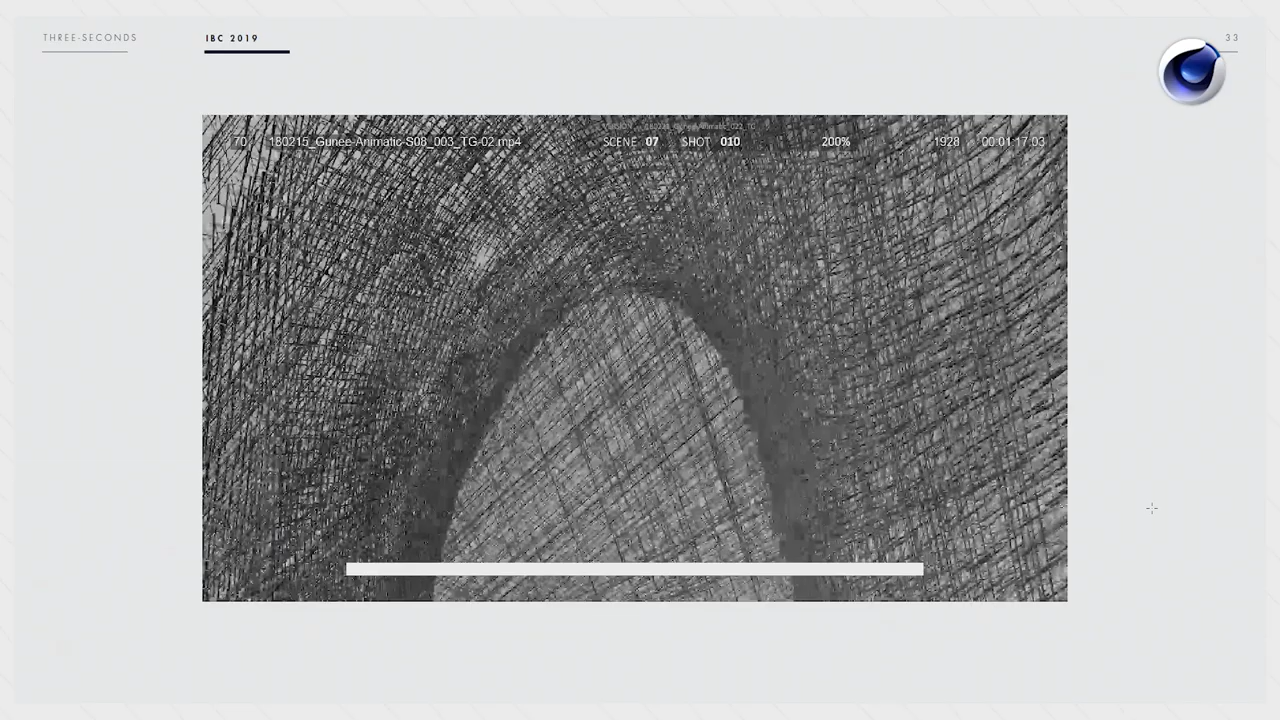 THREE-SECONDS
IBC 2019
33
70 180215_Gunee-Animatic-S08_003_TG-02.mp4
SCENE 07 SHOT 010
200%
1928 00:01:17:03